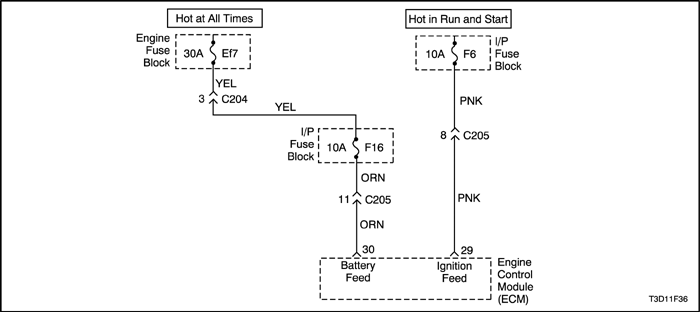 Hot at All Times
Hot in Run and Start
Engine
Fuse
Block
30A Ef7
YEL
3 C204
YEL
I/P
Fuse
Block
10A F6
PNK
8 C205
I/P
Fuse
Block
10A F16
ORN
11 C205
ORN
PNK
30
29
Battery
Feed
Ignition
Feed
Engine
Control
Module
(ECM)
T3D11F36